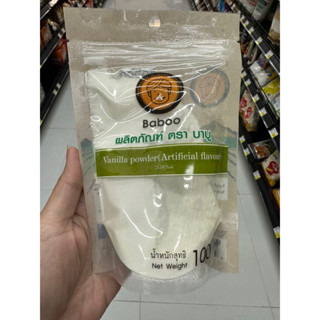 Baboo
ผลิตภัณฑ์ ตรา บาบู
Vanilla powder(Artificial flavour
น้ำหนักสุทธิ 100
Net Weight